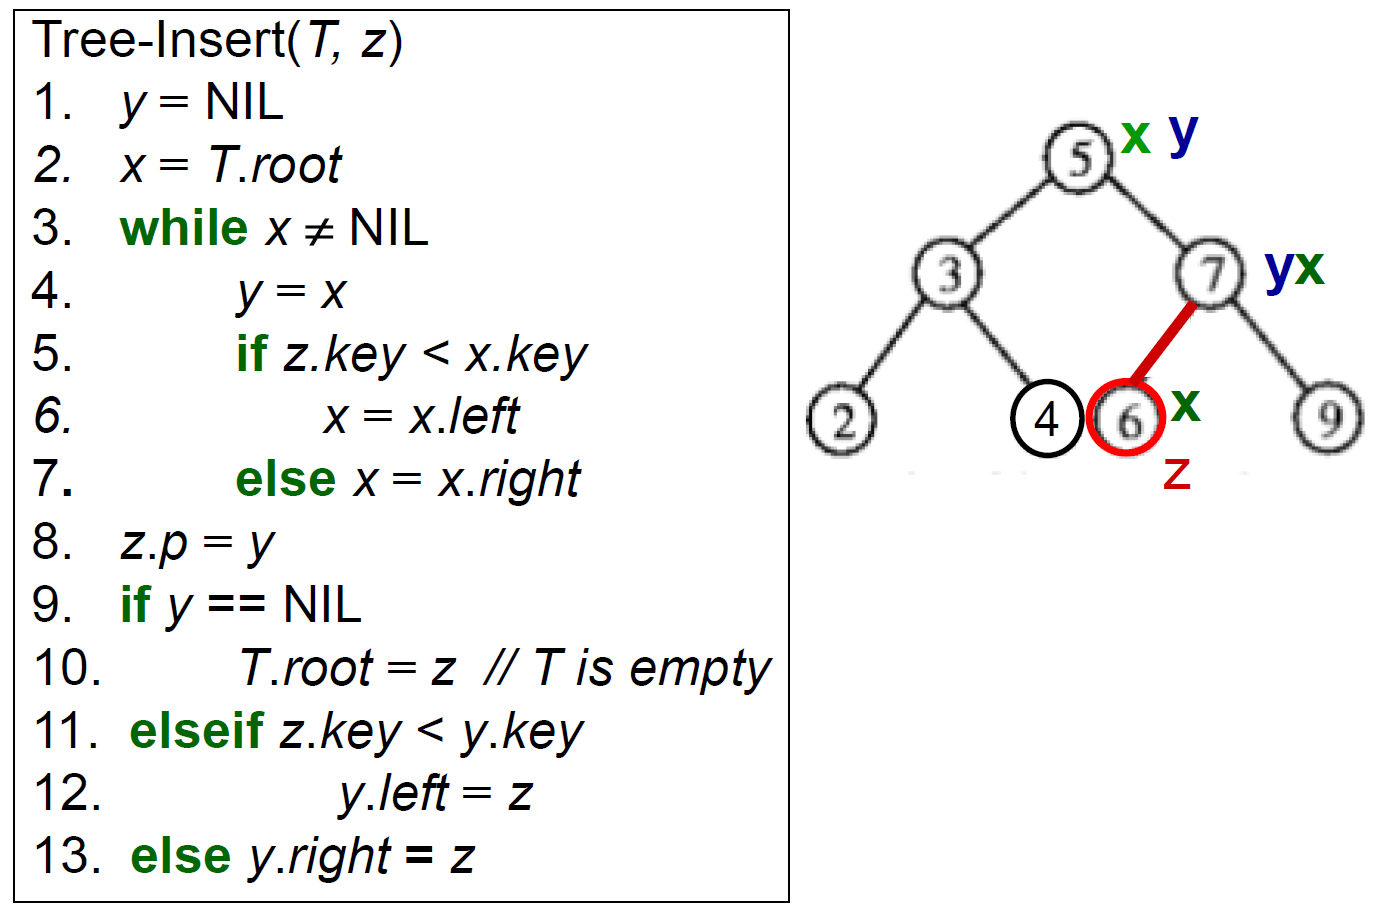 Tree-Insert(T, z)
1. y = NIL
2. x = T.root
3. while x ≠ NIL
4. y = x
5. if z.key < x.key
6. x = x.left
7. else x = x.right
8. z.p = y
9. if y == NIL
10. T.root = z // T is empty
11. elseif z.key < y.key
12. y.left = z
13. else y.right = z
5 x y
3 7 yx
2 4 6 x 9
z